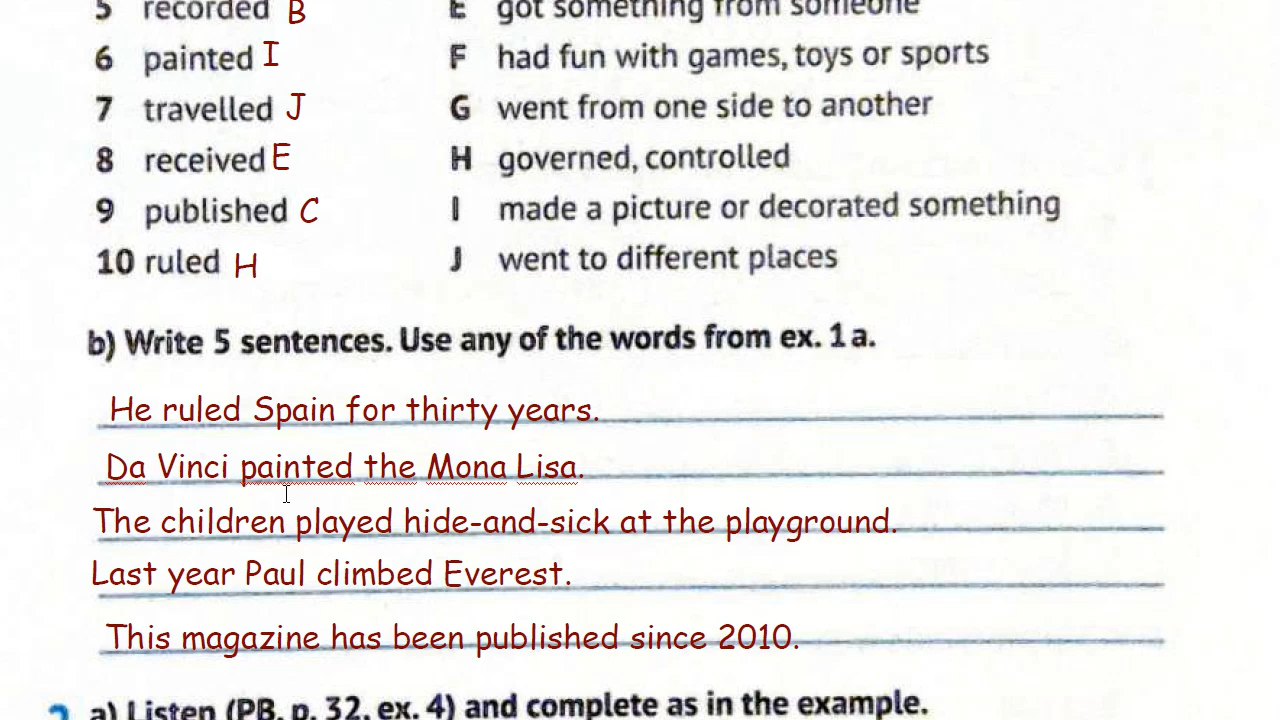 5 recorded B E got something from someone
6 painted I F had fun with games, toys or sports
7 travelled J G went from one side to another
8 received E H governed, controlled
9 published C I made a picture or decorated something
10 ruled H J went to different places
b) Write 5 sentences. Use any of the words from ex. 1 a.
He ruled Spain for thirty years.
Da Vinci painted the Mona Lisa.
The children played hide-and-sick at the playground.
Last year Paul climbed Everest.
This magazine has been published since 2010.
2 a) Listen (PB, p. 32, ex. 4) and complete as in the example.